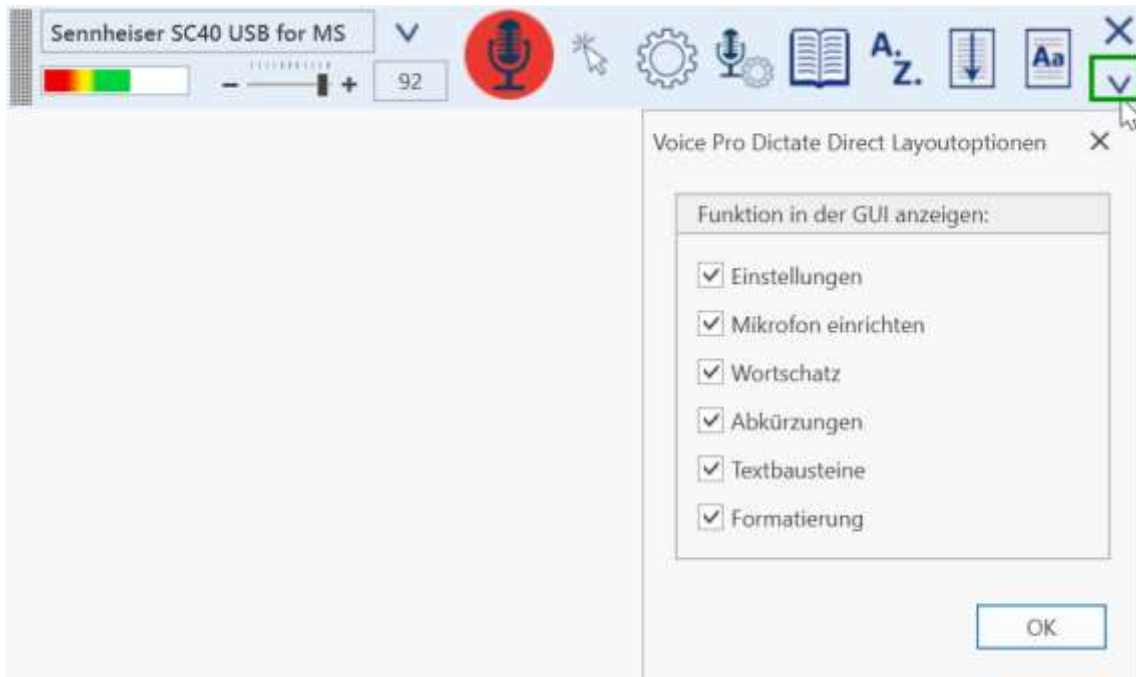 Sennheiser SC40 USB for MS
92
A.
Z.
Aa
Voice Pro Dictate Direct Layoutoptionen
Funktion in der GUI anzeigen:
Einstellungen
Mikrofon einrichten
Wortschatz
Abkürzungen
Textbausteine
Formatierung
OK